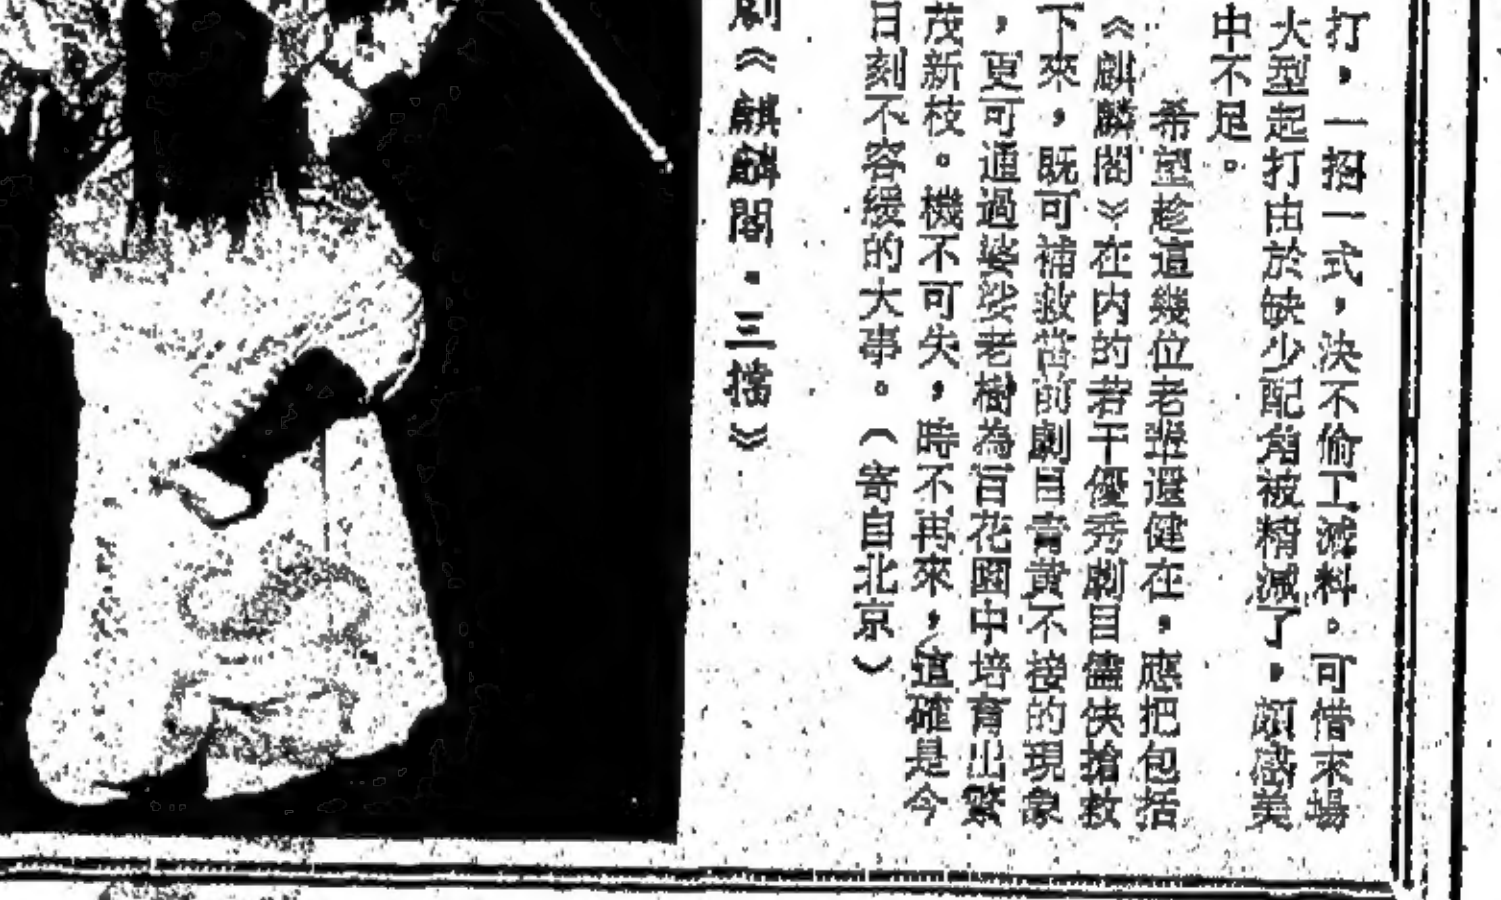 打，一招一式，決不偷工減料。可惜末場
大型起打由於缺少配角被精減了，頗感美
中不足。
希望趁這幾位老輩還健在，應把包括
《麒麟閣》在內的若干優秀劇目儘快搶救
下來，既可補救當前劇目青黃不接的現象
，更可通過婆娑老樹為百花園中培育出繁
茂新枝。機不可失，時不再來，這確是今
日刻不容緩的大事。（寄自北京）
劇《麒麟閣·三擋》